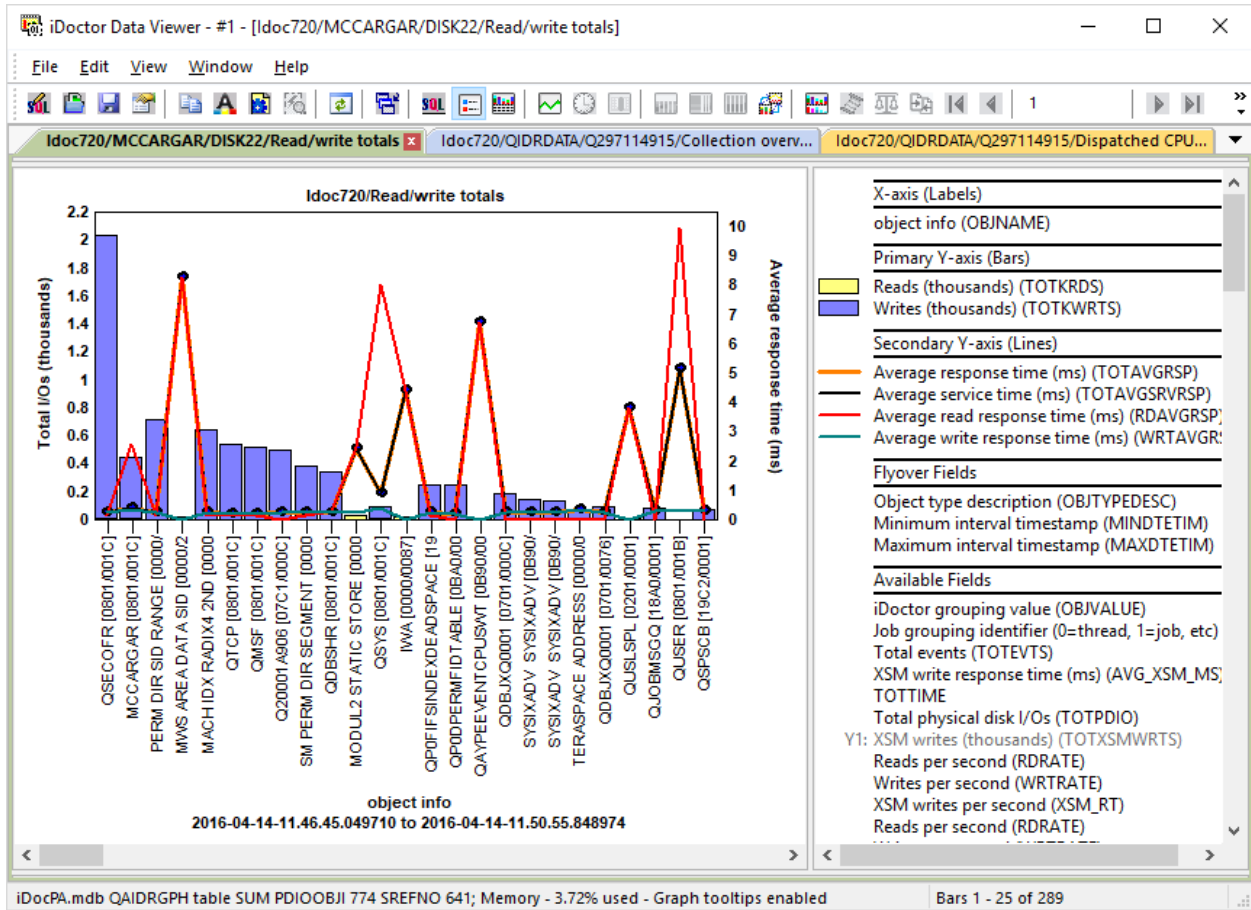 iDoctor Data Viewer - #1 - [Idoc720/MCCARGAR/DISK22/Read/write totals]
File Edit View Window Help
SQL SQL 1
Idoc720/MCCARGAR/DISK22/Read/write totals x Idoc720/QIDRDATA/Q297114915/Collection overv... Idoc720/QIDRDATA/Q297114915/Dispatched CPU...
Idoc720/Read/write totals
Total I/Os (thousands)
2.2
2
1.8
1.6
1.4
1.2
1
0.8
0.6
0.4
0.2
0
10
9
8
7
6
5
4
3
2
1
0
Average response time (ms)
QSECOFR [0801/001C]
MCCARGAR [0801/001C]
PERM DIR SID RANGE [0000/
MWS AREA DATA SID [0000/2
MACH IDX RADIX4 2ND [0000
QTCP [0801/001C]
QMSF [0801/001C]
Q20001A906 [07C1/000C]
SM PERM DIR SEGMENT [0000
QDBSHR [0801/001C]
MODUL2 STATIC STORE [0000
QSYS [0801/001C]
IWA [0000/0087]
QP0FIFSINDEXDEADSPACE [19
QP0DPERMFIDTABLE [0BA0/00
QAYPEEVENTCPUSWT [0B90/00
QDBJXQ0001 [0701/000C]
SYSIXADV SYSIXADV [0B90/
SYSIXADV SYSIXADV [0B90/
TERASPACE ADDRESS [0000/0
QDBJXQ0001 [0701/0076]
QUSLSPL [0201/0001]
QJOBMSGQ [18A0/0001]
QUSER [0801/001B]
QSPSCB [19C2/0001]
object info
2016-04-14-11.46.45.049710 to 2016-04-14-11.50.55.848974
X-axis (Labels)
object info (OBJNAME)
Primary Y-axis (Bars)
Reads (thousands) (TOTKRDS)
Writes (thousands) (TOTKWRTS)
Secondary Y-axis (Lines)
Average response time (ms) (TOTAVGRSP)
Average service time (ms) (TOTAVGSRVRSP)
Average read response time (ms) (RDAVGRSP)
Average write response time (ms) (WRTAVGRS
Flyover Fields
Object type description (OBJTYPEDESC)
Minimum interval timestamp (MINDTETIM)
Maximum interval timestamp (MAXDTETIM)
Available Fields
iDoctor grouping value (OBJVALUE)
Job grouping identifier (0=thread, 1=job, etc)
Total events (TOTEVTS)
XSM write response time (ms) (AVG_XSM_MS)
TOTTIME
Total physical disk I/Os (TOTPDIO)
Y1: XSM writes (thousands) (TOTXSMWRTS)
Reads per second (RDRATE)
Writes per second (WRTRATE)
XSM writes per second (XSM_RT)
Reads per second (RDRATE)
iDocPA.mdb QAIDRGPH table SUM PDIOOBJI 774 SREFNO 641; Memory - 3.72% used - Graph tooltips enabled Bars 1 - 25 of 289